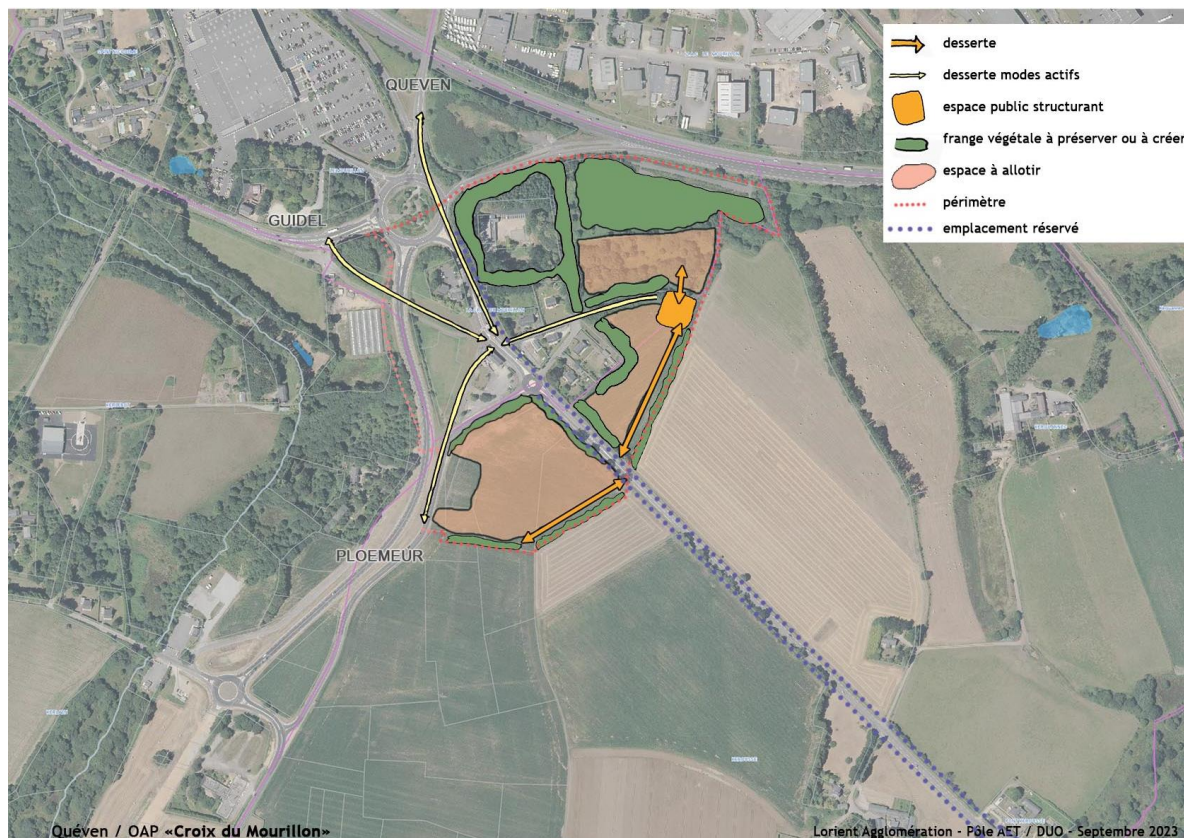 desserte
desserte modes actifs
espace public structurant
frange végétale à préserver ou à créer
espace à allotir
périmètre
emplacement réservé
QUEVEN
GUIDEL
PLOEMEUR
Quéven / OAP «Croix du Mourillon»
Lorient Agglomération - Pôle AET / DUO - Septembre 2023